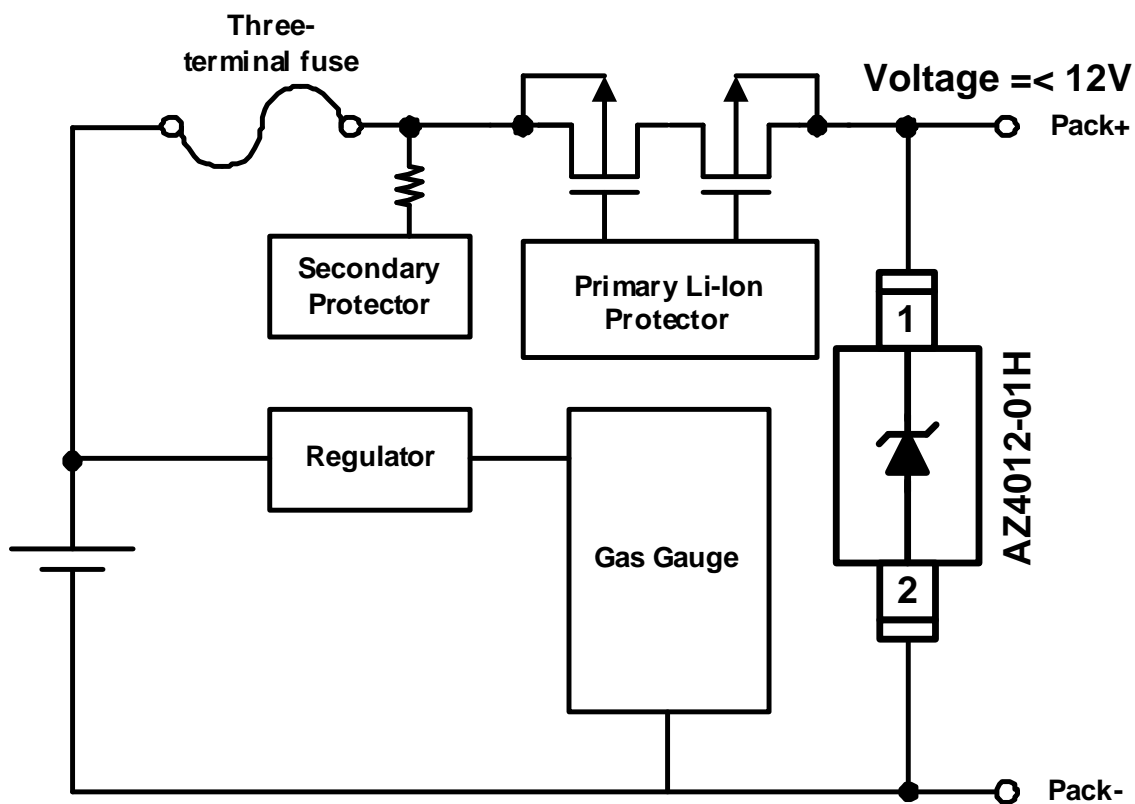 Three-
terminal fuse
Voltage =< 12V
Pack+
Secondary
Protector
Primary Li-Ion
Protector
1
AZ4012-01H
Regulator
Gas Gauge
2
Pack-